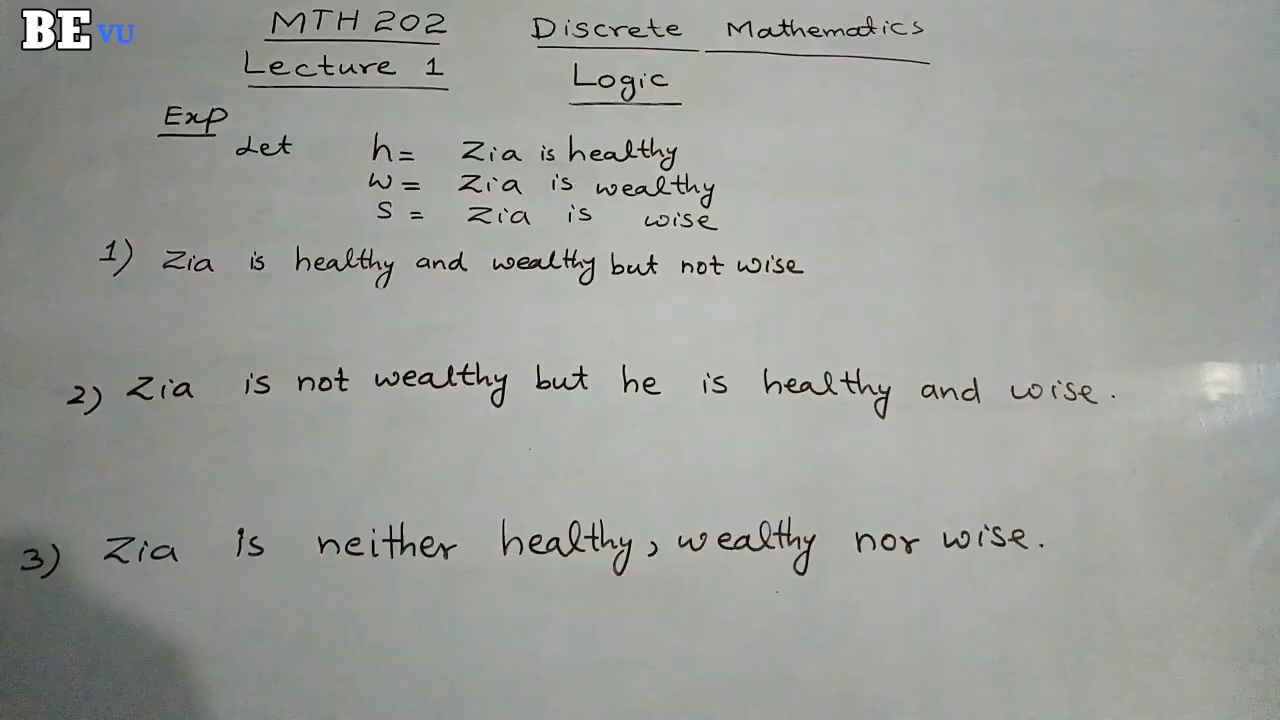 BE VU
MTH 202 Discrete Mathematics
Lecture 1 Logic
Exp
Let h = Zia is healthy
w = Zia is wealthy
s = Zia is wise
1) Zia is healthy and wealthy but not wise
2) Zia is not wealthy but he is healthy and wise.
3) Zia is neither healthy, wealthy nor wise.